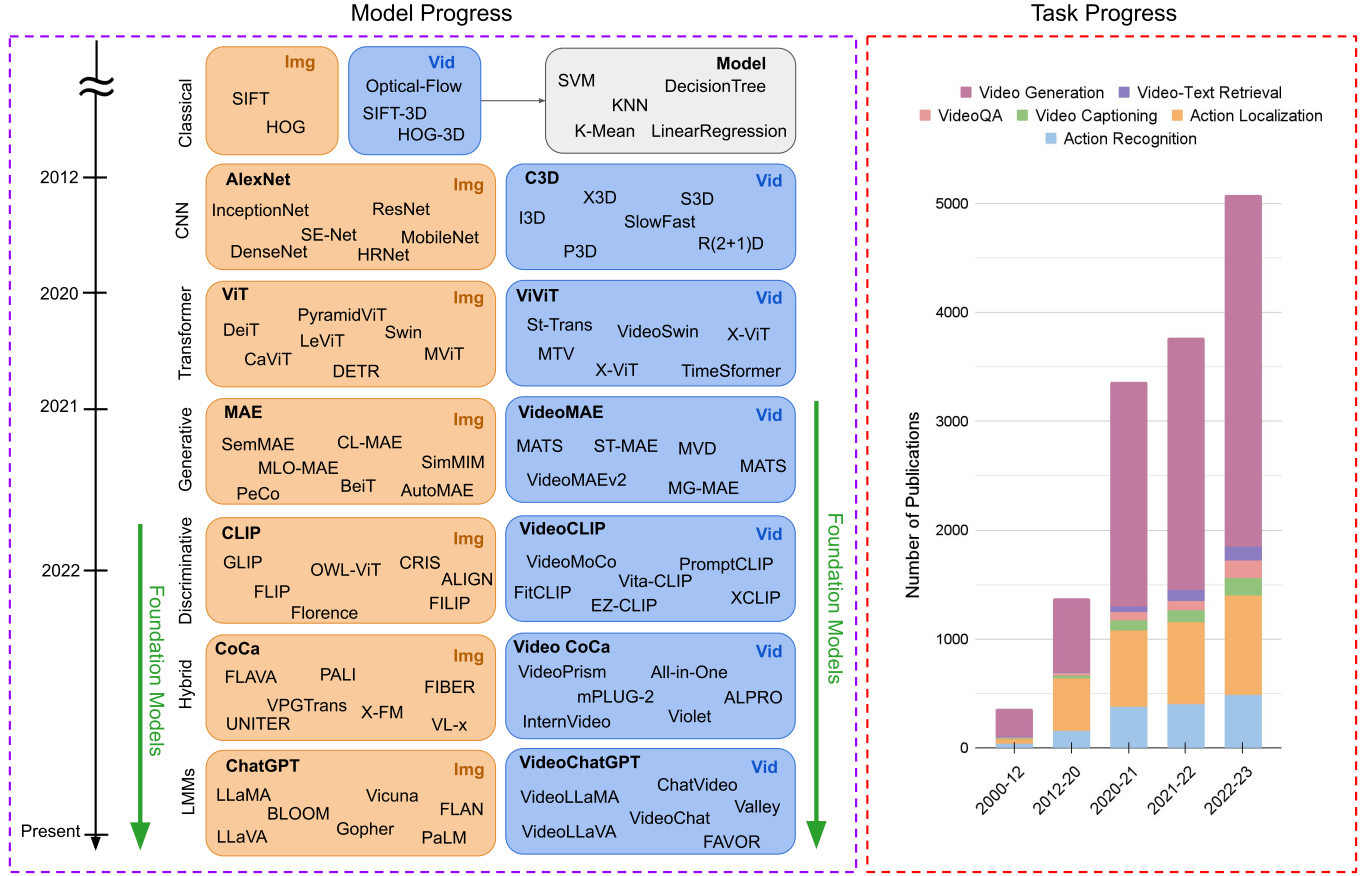 Model Progress
Task Progress
Classical
Img
SIFT
HOG
Vid
Optical-Flow
SIFT-3D
HOG-3D
Model
SVM
DecisionTree
KNN
K-Mean
LinearRegression
2012
CNN
AlexNet
Img
InceptionNet
ResNet
SE-Net
MobileNet
DenseNet
HRNet
C3D
Vid
X3D
S3D
I3D
SlowFast
R(2+1)D
P3D
2020
Transformer
ViT
Img
PyramidViT
DeiT
Swin
LeViT
MViT
CaViT
DETR
ViViT
Vid
St-Trans
VideoSwin
X-ViT
MTV
X-ViT
TimeSformer
2021
Generative
MAE
Img
SemMAE
CL-MAE
MLO-MAE
SimMIM
PeCo
BeiT
AutoMAE
VideoMAE
Vid
MATS
ST-MAE
MVD
MATS
VideoMAEv2
MG-MAE
2022
Discriminative
CLIP
Img
GLIP
OWL-ViT
CRIS
ALIGN
FLIP
FILIP
Florence
VideoCLIP
Vid
VideoMoCo
PromptCLIP
Vita-CLIP
FitCLIP
EZ-CLIP
XCLIP
Hybrid
CoCa
Img
FLAVA
PALI
FIBER
VPGTrans
X-FM
UNITER
VL-x
Video CoCa
Vid
VideoPrism
All-in-One
mPLUG-2
ALPRO
InternVideo
Violet
LMMs
ChatGPT
Img
LLaMA
Vicuna
BLOOM
FLAN
Gopher
LLaVA
PaLM
VideoChatGPT
Vid
ChatVideo
VideoLLaMA
Valley
VideoChat
VideoLLaVA
FAVOR
Present
Foundation Models
Foundation Models
Video Generation
Video-Text Retrieval
VideoQA
Video Captioning
Action Localization
Action Recognition
Number of Publications
5000
4000
3000
2000
1000
0
2000-12
2012-20
2020-21
2021-22
2022-23